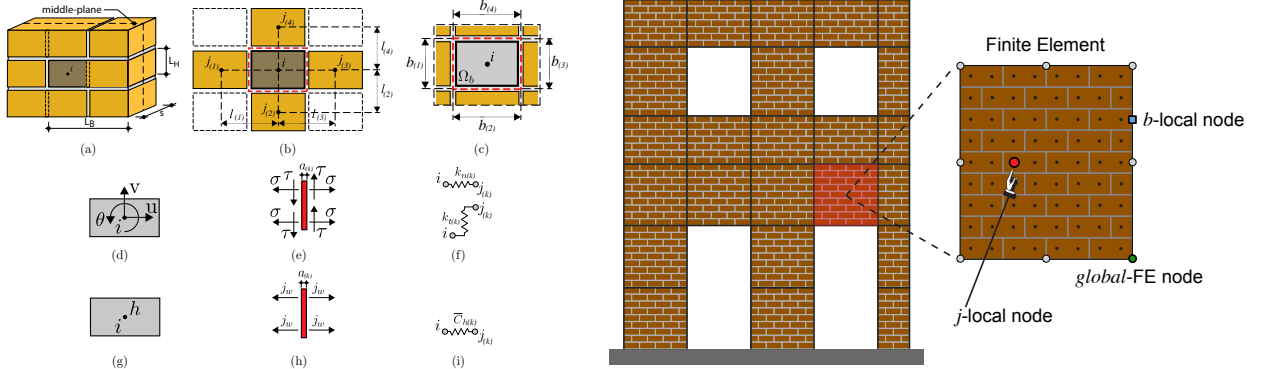 middle-plane
i
L_H
L_B
s
(a)
j_(4)
j_(1)
i
j_(3)
j_(2)
l_(4)
l_(2)
l_(1)
l_(3)
(b)
b_(4)
b_(1)
i
b_(3)
Ω_b
b_(2)
(c)
v
θ
u
i
(d)
a_(k)
τ τ
σ σ
σ σ
τ τ
(e)
k_n(k)
i j_(k)
k_t(k) j_(k)
i
(f)
h
i
(g)
a_(k)
j_w j_w
j_w j_w
(h)
C̅_h(k)
i j_(k)
(i)
Finite Element
b-local node
global-FE node
j-local node